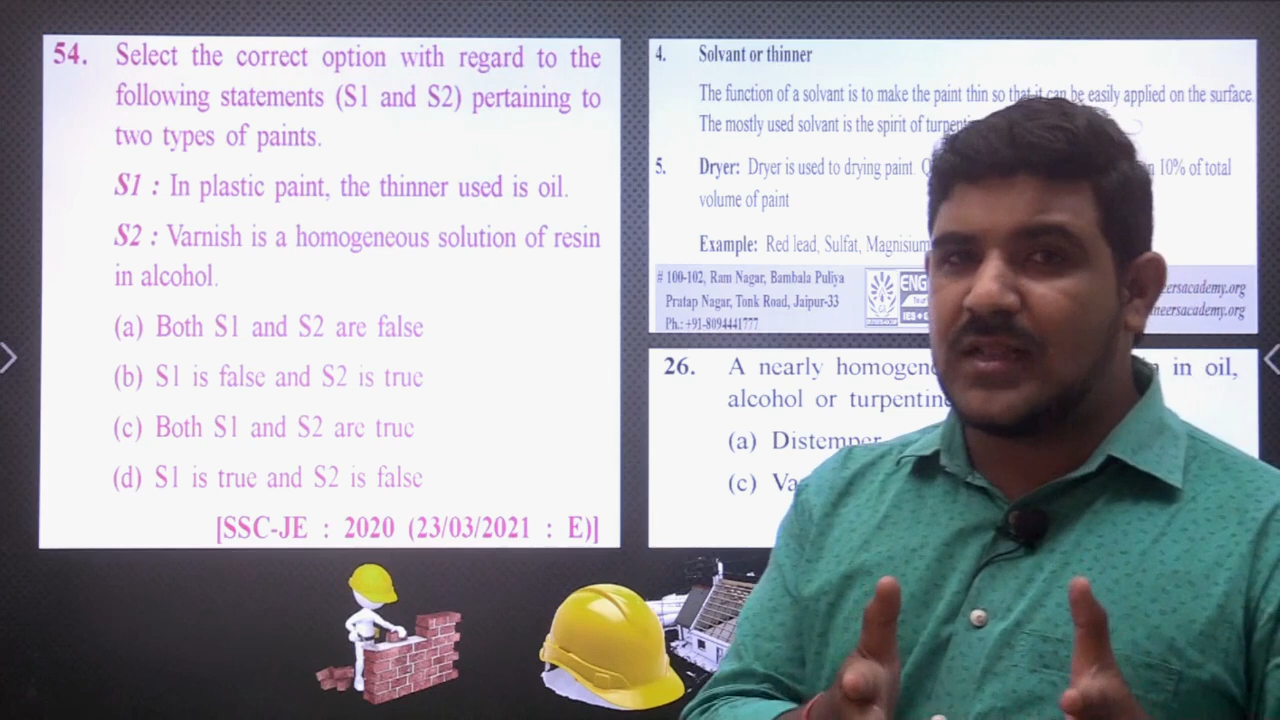 54. Select the correct option with regard to the
following statements (S1 and S2) pertaining to
two types of paints.
S1 : In plastic paint, the thinner used is oil.
S2 : Varnish is a homogeneous solution of resin
in alcohol.
(a) Both S1 and S2 are false
(b) S1 is false and S2 is true
(c) Both S1 and S2 are true
(d) S1 is true and S2 is false
[SSC-JE : 2020 (23/03/2021 : E)]
4. Solvant or thinner
The function of a solvant is to make the paint thin so that it can be easily applied on the surface.
The mostly used solvant is the spirit of
5. Dryer: Dryer is used to drying paint. 10% of total
volume of paint
Example: Red lead, Sulfat, Magnisium
# 100-102, Ram Nagar, Bambala Puliya
Pratap Nagar, Tonk Road, Jaipur-33
Ph.: +91-8094441777
26. A nearly in oil,
alcohol or
(a) Distemper
(c)